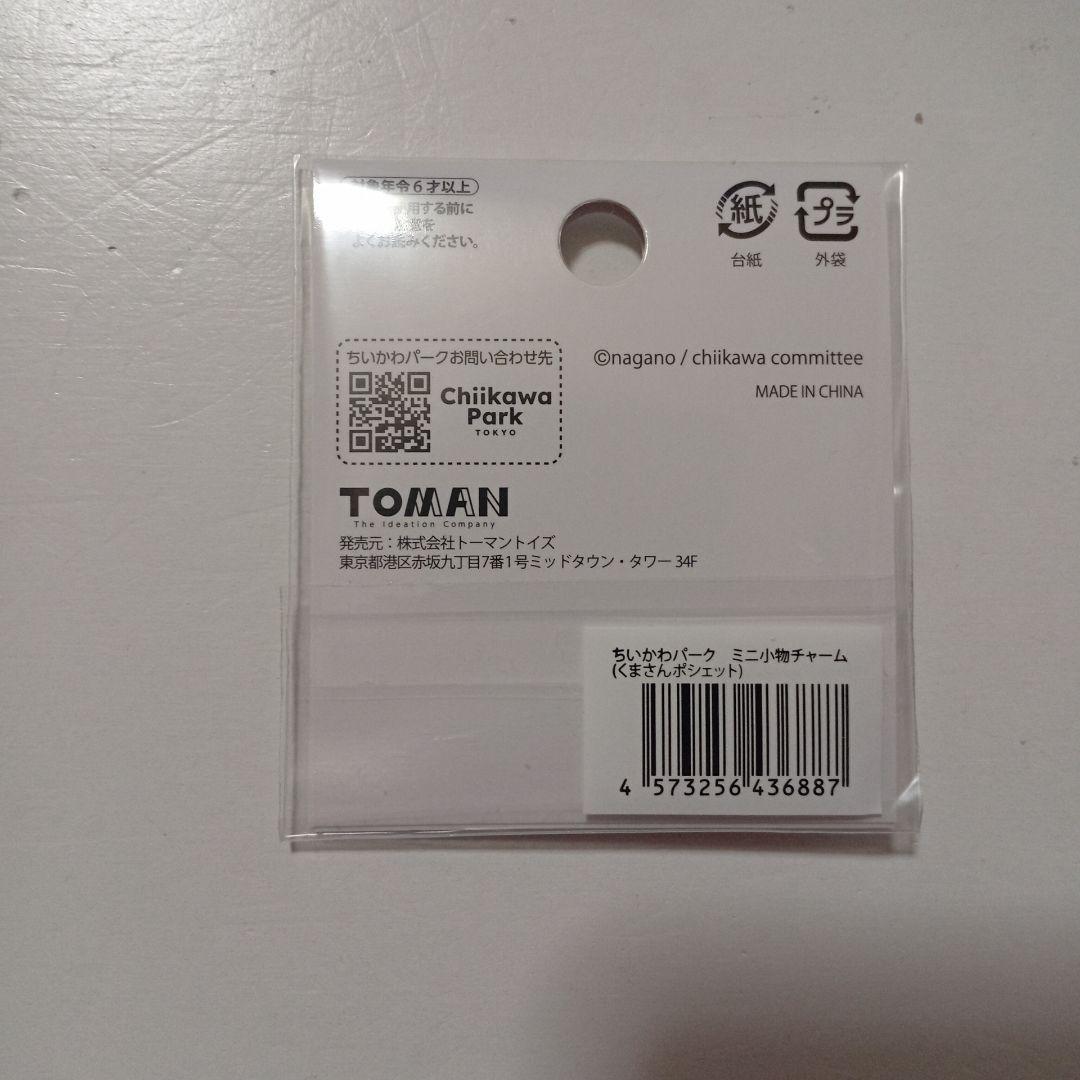 対象年令6才以上
用する前に
を
よくお読みください。
紙
プラ
台紙
外袋
ちいかわパークお問い合わせ先
Chiikawa
Park
TOKYO
©nagano / chiikawa committee
MADE IN CHINA
TOMAN
The Ideation Company
発売元：株式会社トーマントイズ
東京都港区赤坂九丁目7番1号ミッドタウン・タワー 34F
ちいかわパーク　ミニ小物チャーム
(くまさんポシェット)
4 573256 436887